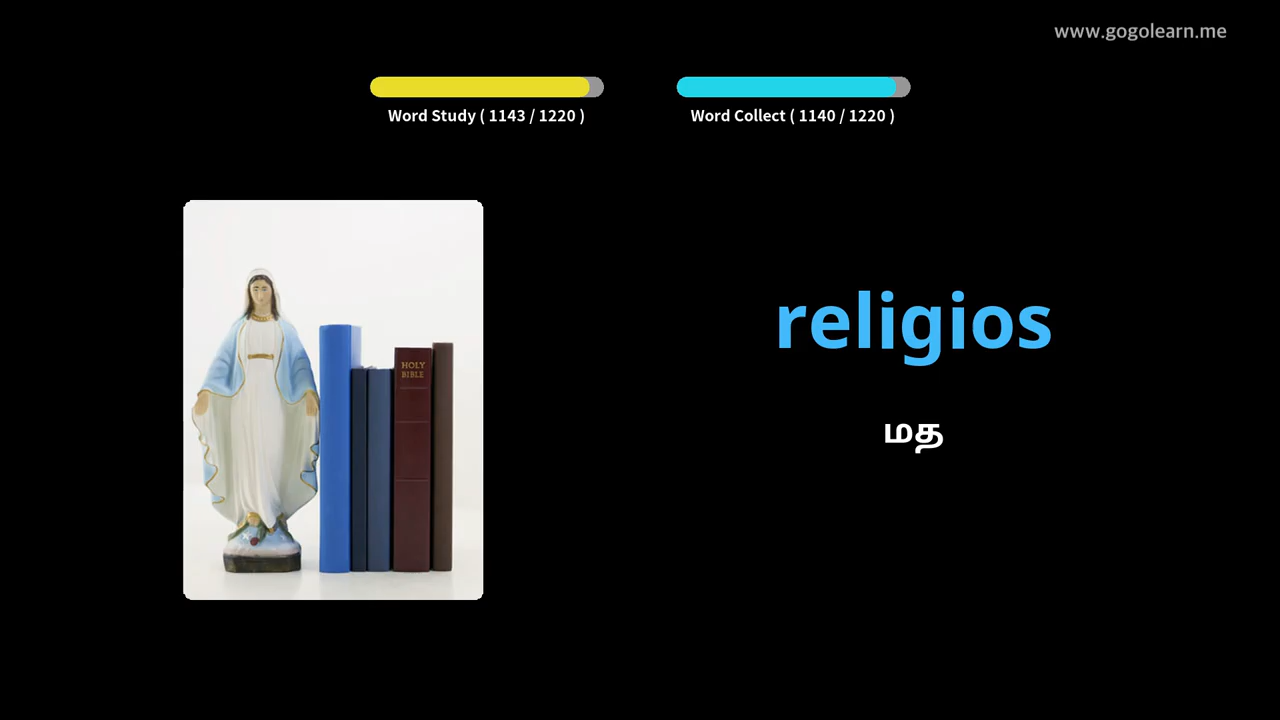 www.gogolearn.me
Word Study ( 1143 / 1220 )
Word Collect ( 1140 / 1220 )
HOLY
BIBLE
religios
மத